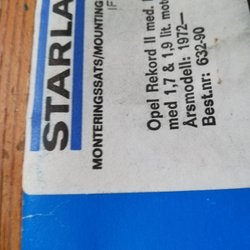 STARLA
MONTERINGSSATS/MOUNTING
Opel Rekord II med.
med 1,7 & 1,9 lit. mot
Årsmodell: 1972—
Best.nr: 632-90